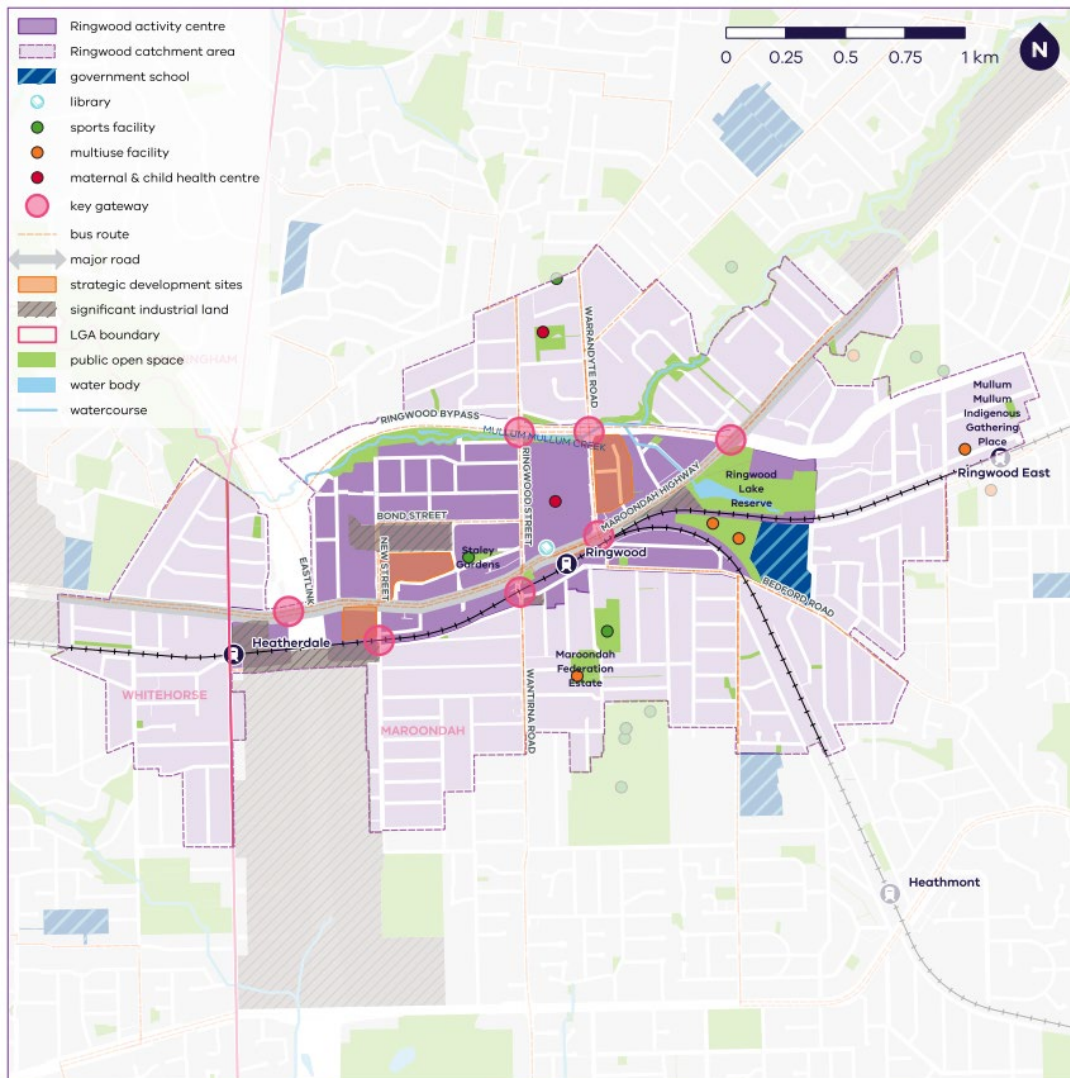 Ringwood activity centre
Ringwood catchment area
government school
library
sports facility
multiuse facility
maternal & child health centre
key gateway
bus route
major road
strategic development sites
significant industrial land
LGA boundary
public open space
water body
watercourse
0 0.25 0.5 0.75 1 km
N
WARRANDYTE ROAD
RINGWOOD BYPASS
MULLUM MULLUM CREEK
RINGWOOD STREET
MAROONDAH HIGHWAY
Mullum
Mullum
Indigenous
Gathering
Place
Ringwood East
Ringwood
Lake
Reserve
BOND STREET
NEW STREET
EASTLINK
Staley
Gardens
Ringwood
BEDFORD ROAD
Heatherdale
Maroondah
Federation
Estate
WANTIRNA ROAD
WHITEHORSE
MAROONDAH
Heathmont